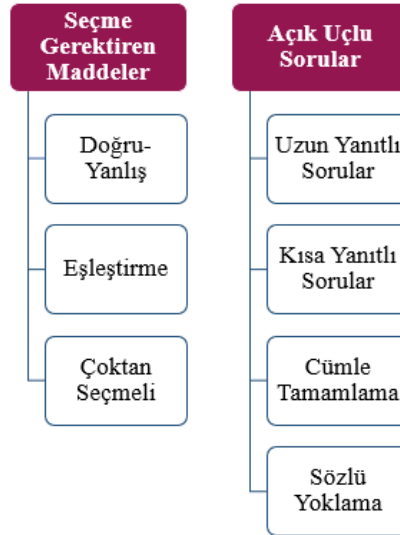 Seçme
Gerektiren
Maddeler
Doğru-
Yanlış
Eşleştirme
Çoktan
Seçmeli
Açık Uçlu
Sorular
Uzun Yanıtlı
Sorular
Kısa Yanıtlı
Sorular
Cümle
Tamamlama
Sözlü
Yoklama